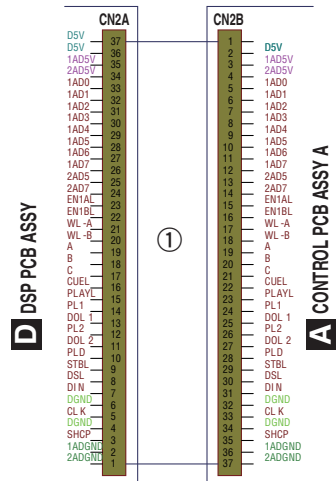 CN2A
D5V 37
D5V 36
1AD5V 35
2AD5V 34
1AD0 33
1AD1 32
1AD2 31
1AD3 30
1AD4 29
1AD5 28
1AD6 27
1AD7 26
2AD5 25
2AD7 24
EN1AL 23
EN1BL 22
WL -A 21
WL -B 20
A 19
B 18
C 17
CUEL 16
PLAYL 15
PL1 14
DOL 1 13
PL2 12
DOL 2 11
PLD 10
STBL 9
DSL 8
DI N 7
DGND 6
CL K 5
DGND 4
SHCP 3
1ADGND 2
2ADGND 1
D DSP PCB ASSY
①
CN2B
1
2 D5V
3 1AD5V
4 2AD5V
5 1AD0
6 1AD1
7 1AD2
8 1AD3
9 1AD4
10 1AD5
11 1AD6
12 1AD7
13 2AD5
14 2AD7
15 EN1AL
16 EN1BL
17 WL -A
18 WL -B
19 A
20 B
21 C
22 CUEL
23 PLAYL
24 PL1
25 DOL 1
26 PL2
27 DOL 2
28 PLD
29 STBL
30 DSL
31 DIN
32 DGND
33 CL K
34 DGND
35 SHCP
36 1ADGND
37 2ADGND
A CONTROL PCB ASSY A